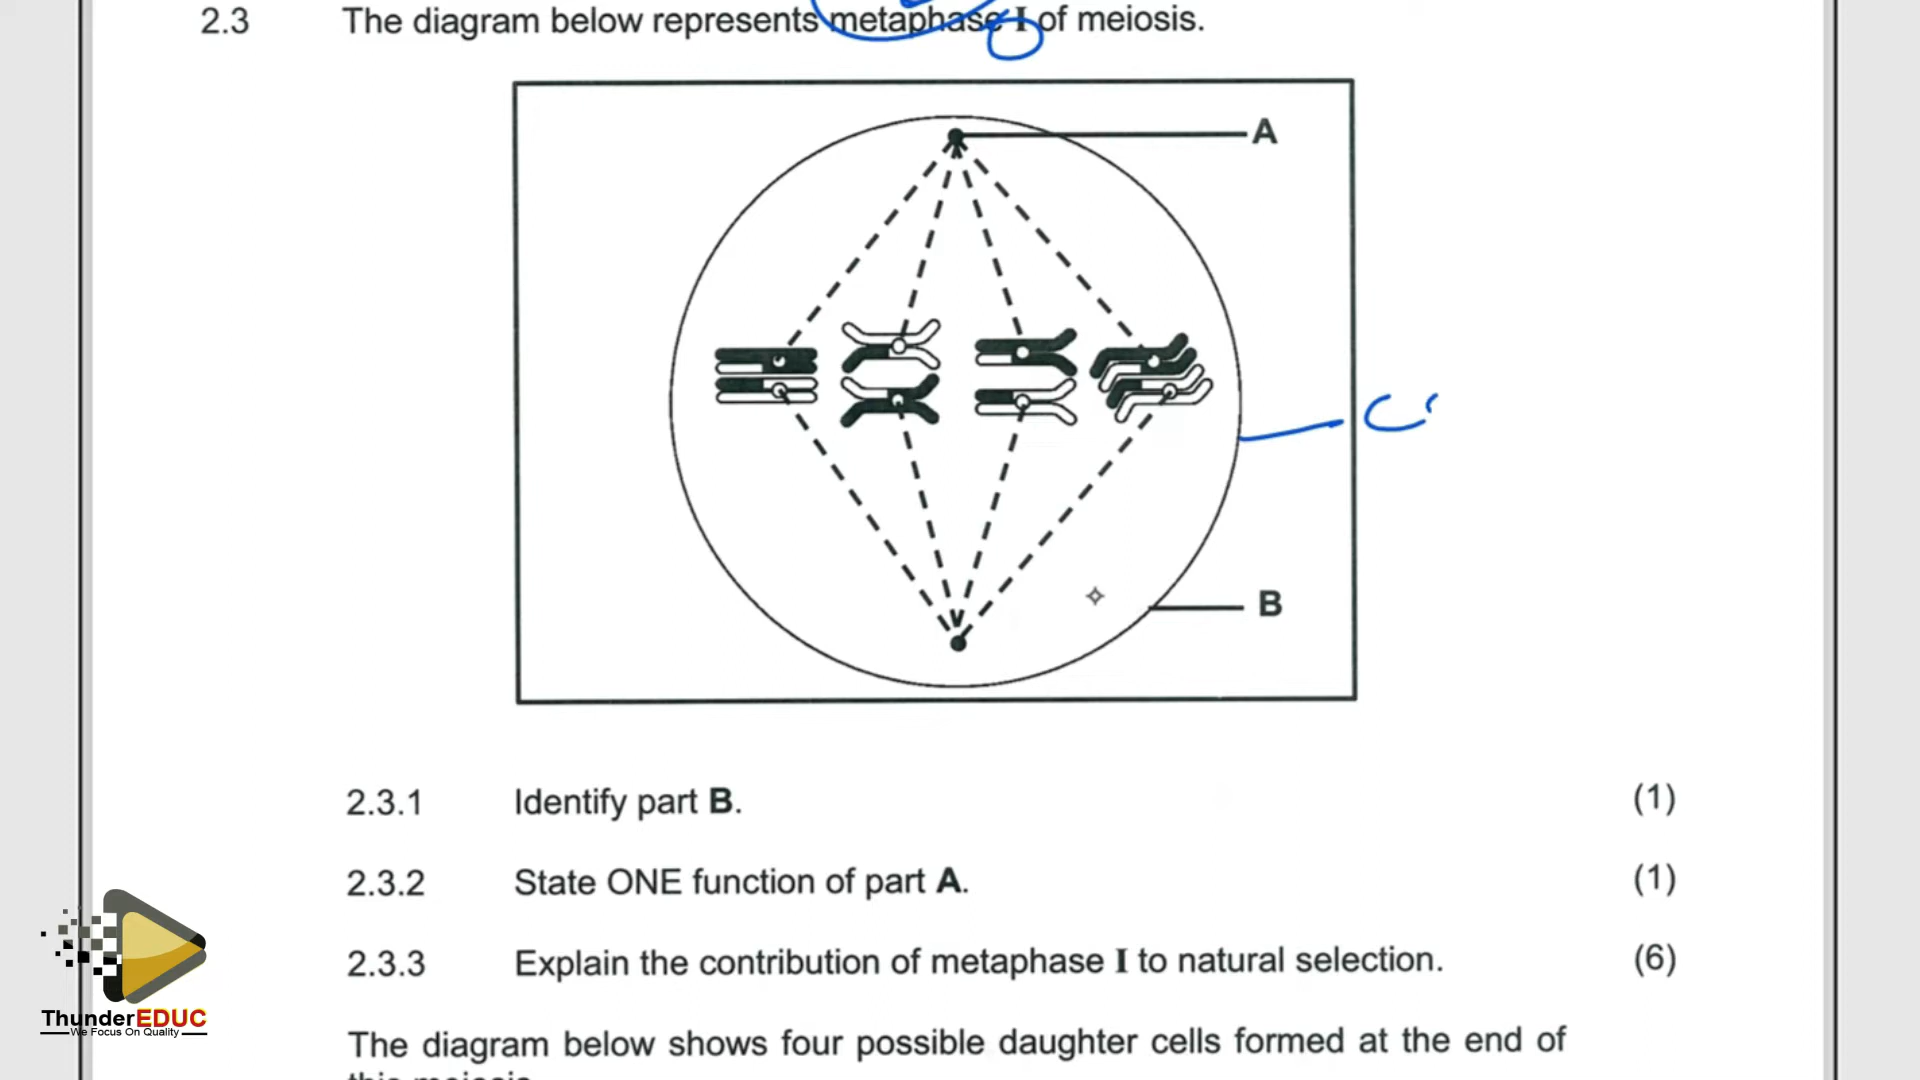 2.3 The diagram below represents metaphase I of meiosis.
A
B
2.3.1 Identify part B. (1)
2.3.2 State ONE function of part A. (1)
2.3.3 Explain the contribution of metaphase I to natural selection. (6)
ThunderEDUC
We Focus On Quality
The diagram below shows four possible daughter cells formed at the end of